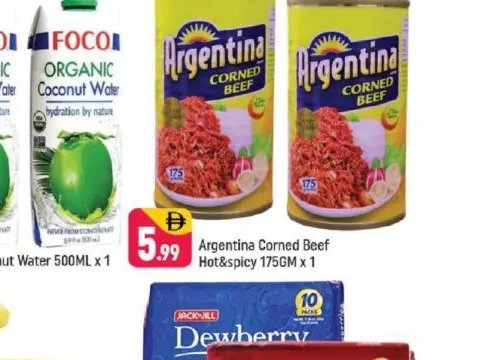 FOCO
ORGANIC
Coconut Water
hydration by nature
Argentina
CORNED
BEEF
175
Argentina
CORNED
BEEF
175
5.99
Argentina Corned Beef
Hot&spicy 175GM x 1
ut Water 500ML x 1
10
PACKS
JACK 'n JILL
Dewberry